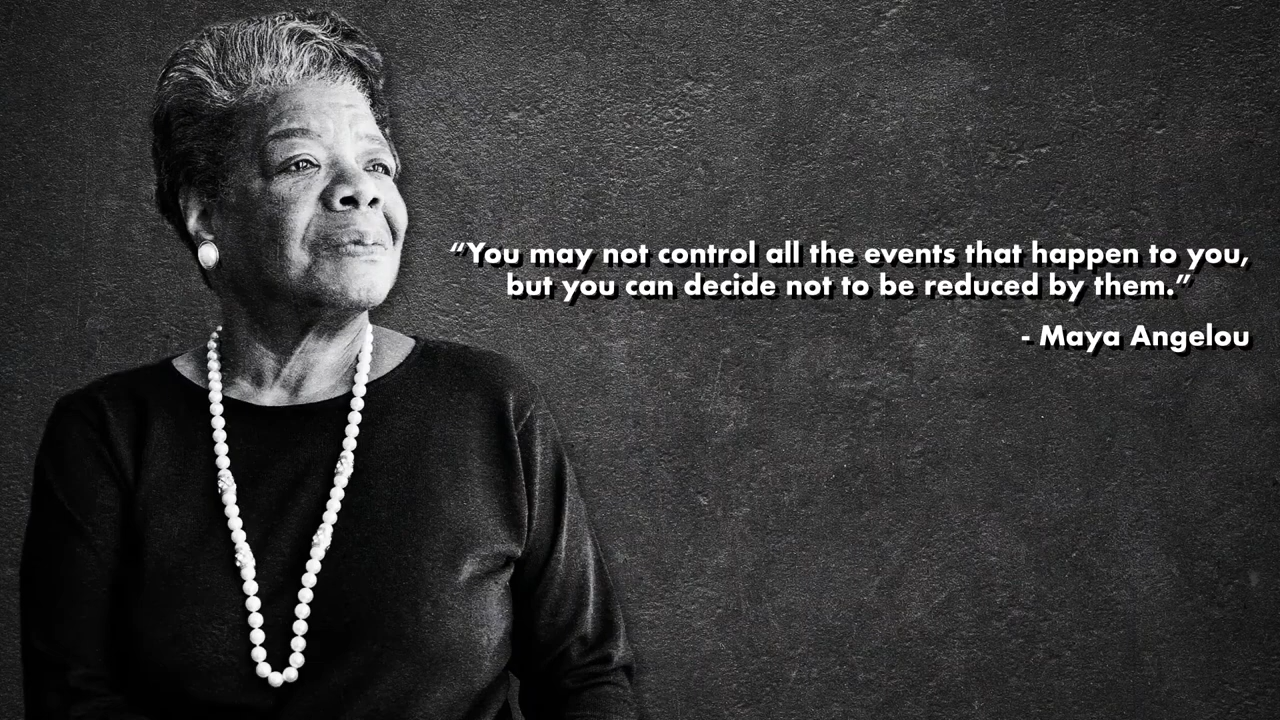 “You may not control all the events that happen to you,
but you can decide not to be reduced by them.”
- Maya Angelou